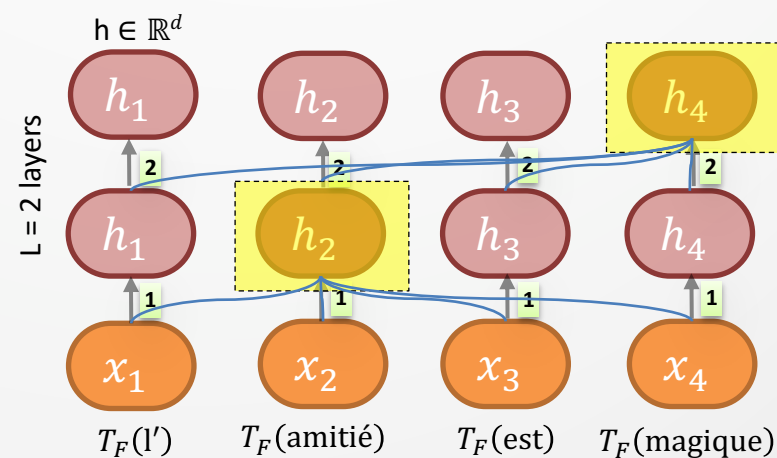 h ∈ ℝ^d
h_1 h_2 h_3 h_4
2 2 2 2
L = 2 layers
h_1 h_2 h_3 h_4
1 1 1 1
x_1 x_2 x_3 x_4
T_F(l′) T_F(amitié) T_F(est) T_F(magique)